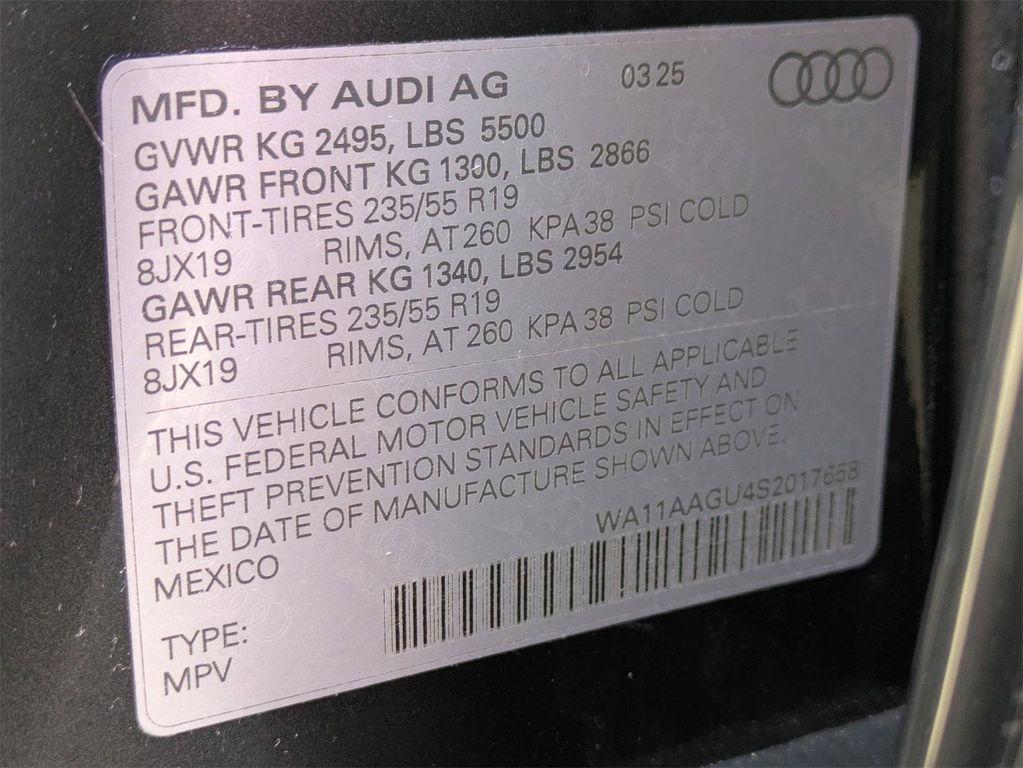 MFD. BY AUDI AG 03 25
GVWR KG 2495, LBS 5500
GAWR FRONT KG 1300, LBS 2866
FRONT-TIRES 235/55 R19
8JX19 RIMS, AT 260 KPA 38 PSI COLD
GAWR REAR KG 1340, LBS 2954
REAR-TIRES 235/55 R19
8JX19 RIMS, AT 260 KPA 38 PSI COLD
THIS VEHICLE CONFORMS TO ALL APPLICABLE
U.S. FEDERAL MOTOR VEHICLE SAFETY AND
THEFT PREVENTION STANDARDS IN EFFECT ON
THE DATE OF MANUFACTURE SHOWN ABOVE.
MEXICO
WA11AAGU4S2017658
TYPE:
MPV